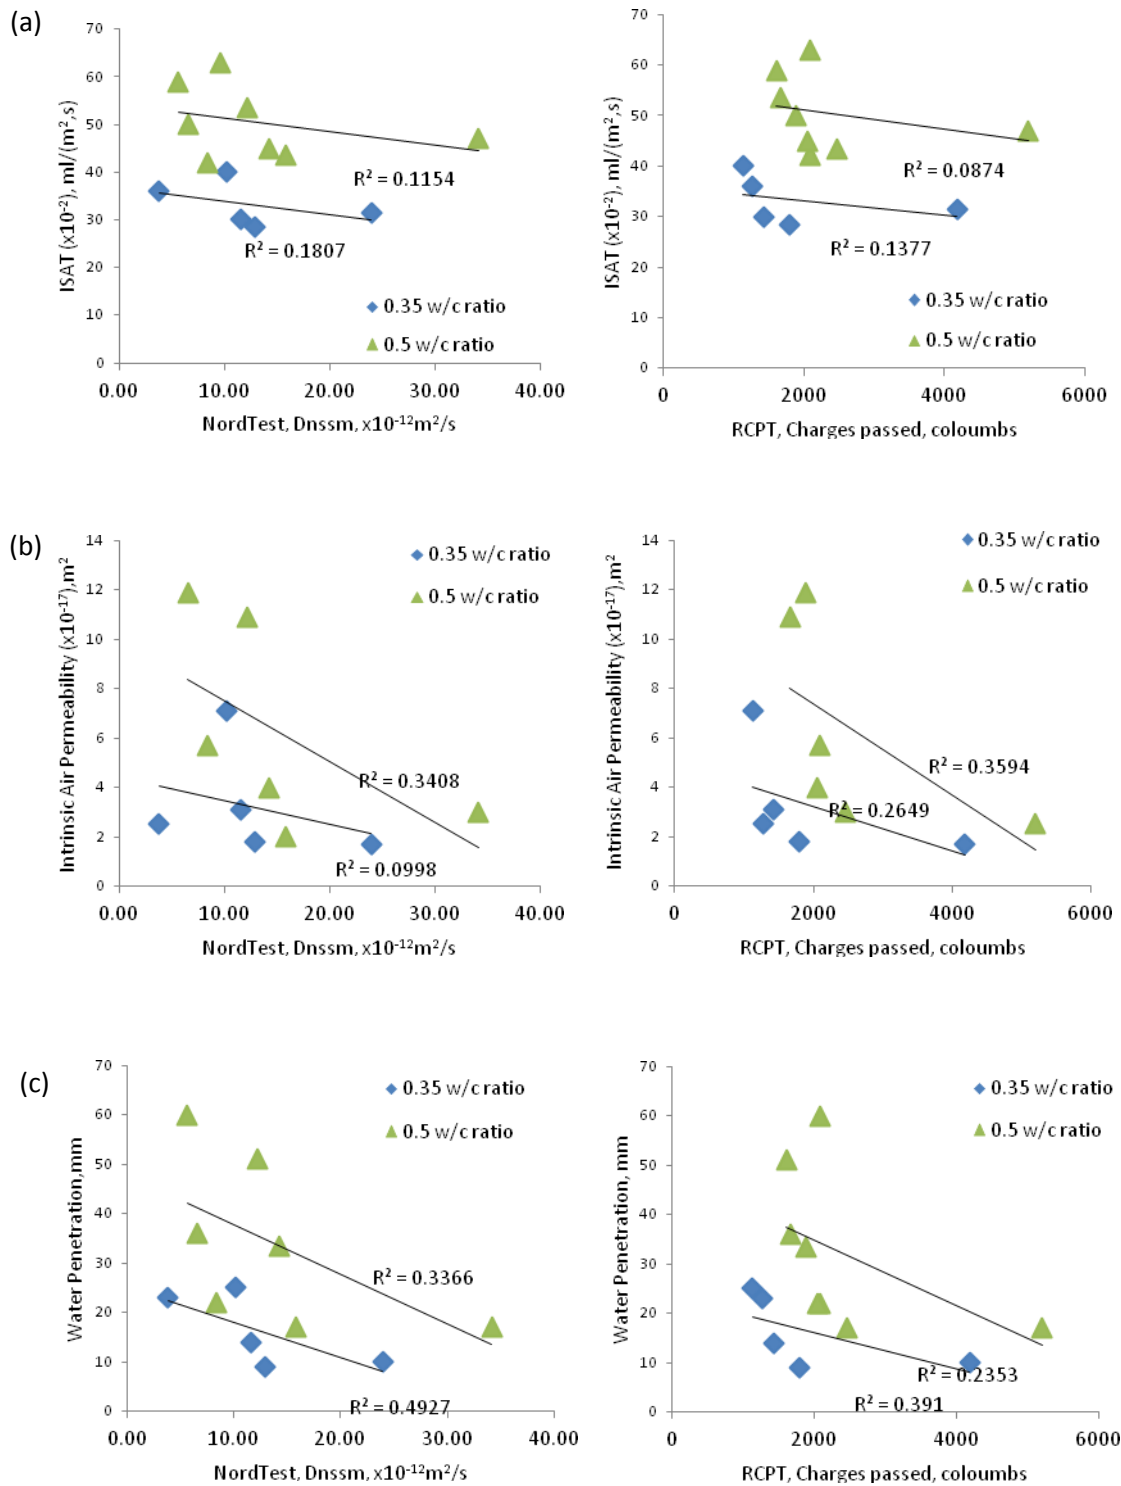 (a)
70
60
50
40
30
20
10
0
ISAT (x10⁻²), ml/(m²,s)
R² = 0.1154
R² = 0.1807
0.35 w/c ratio
0.5 w/c ratio
0.00 10.00 20.00 30.00 40.00
NordTest, Dnssm, x10⁻¹²m²/s
70
60
50
40
30
20
10
0
ISAT (x10⁻²), ml/(m²,s)
R² = 0.0874
R² = 0.1377
0.35 w/c ratio
0.5 w/c ratio
0 2000 4000 6000
RCPT, Charges passed, coloumbs
(b)
14
12
10
8
6
4
2
0
Intrinsic Air Permeability (x10⁻¹⁷),m²
0.35 w/c ratio
0.5 w/c ratio
R² = 0.3408
R² = 0.0998
0.00 10.00 20.00 30.00 40.00
NordTest, Dnssm, x10⁻¹²m²/s
14
12
10
8
6
4
2
0
Intrinsic Air Permeability (x10⁻¹⁷),m²
0.35 w/c ratio
0.5 w/c ratio
R² = 0.3594
R² = 0.2649
0 2000 4000 6000
RCPT, Charges passed, coloumbs
(c)
70
60
50
40
30
20
10
0
Water Penetration,mm
0.35 w/c ratio
0.5 w/c ratio
R² = 0.3366
R² = 0.4927
0.00 10.00 20.00 30.00 40.00
NordTest, Dnssm, x10⁻¹²m²/s
70
60
50
40
30
20
10
0
Water Penetration, mm
0.35 w/c ratio
0.5 w/c ratio
R² = 0.2353
R² = 0.391
0 2000 4000 6000
RCPT, Charges passed, coloumbs